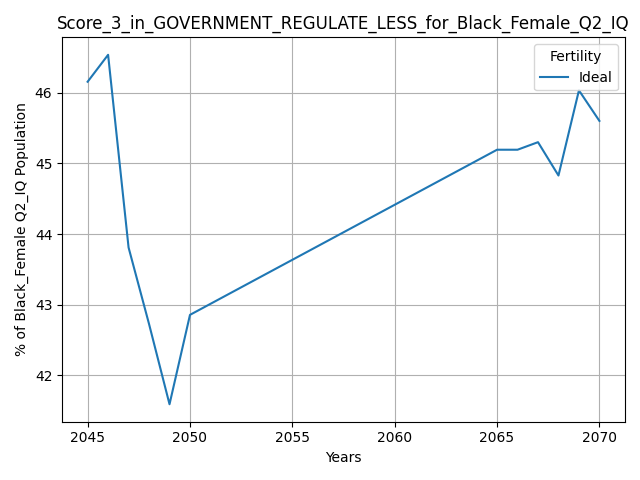 Score_3_in_GOVERNMENT_REGULATE_LESS_for_Black_Female_Q2_IQ
Fertility
Ideal
% of Black_Female Q2_IQ Population
46
45
44
43
42
2045
2050
2055
2060
2065
2070
Years